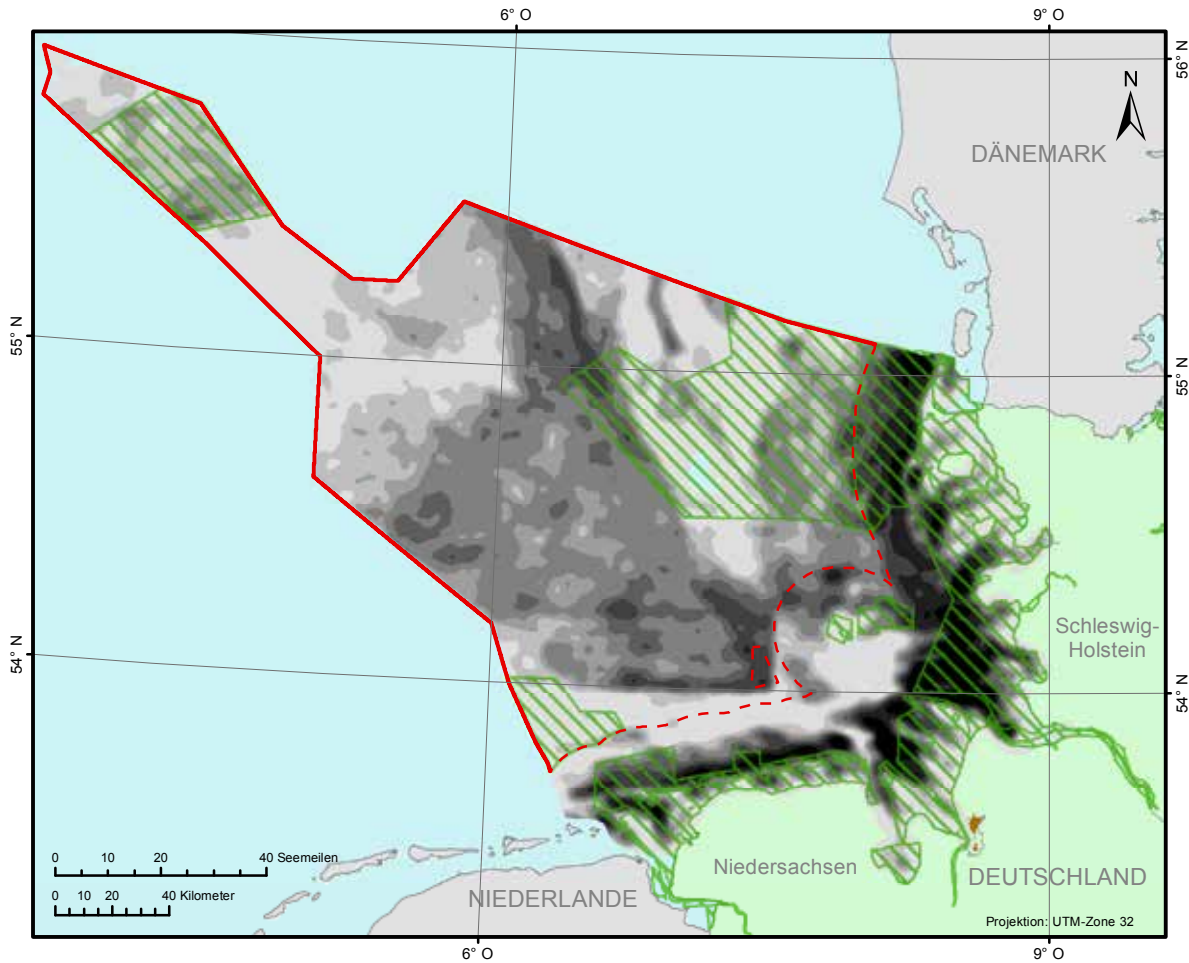 6° O
9° O
56° N
N
DÄNEMARK
55° N
55° N
Schleswig-
Holstein
54° N
54° N
0 10 20 40 Seemeilen
0 10 20 40 Kilometer
Niedersachsen
DEUTSCHLAND
NIEDERLANDE
Projektion: UTM-Zone 32
6° O
9° O